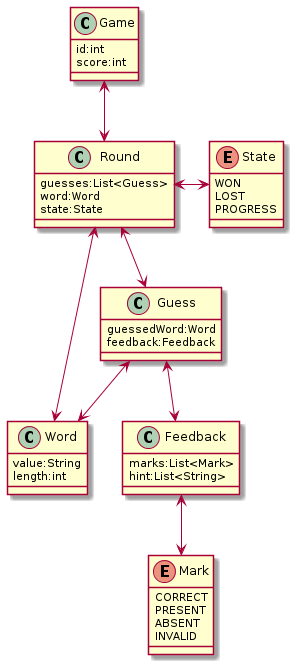 C Game
id:int
score:int
C Round
guesses:List<Guess>
word:Word
state:State
E State
WON
LOST
PROGRESS
C Guess
guessedWord:Word
feedback:Feedback
C Word
value:String
length:int
C Feedback
marks:List<Mark>
hint:List<String>
E Mark
CORRECT
PRESENT
ABSENT
INVALID